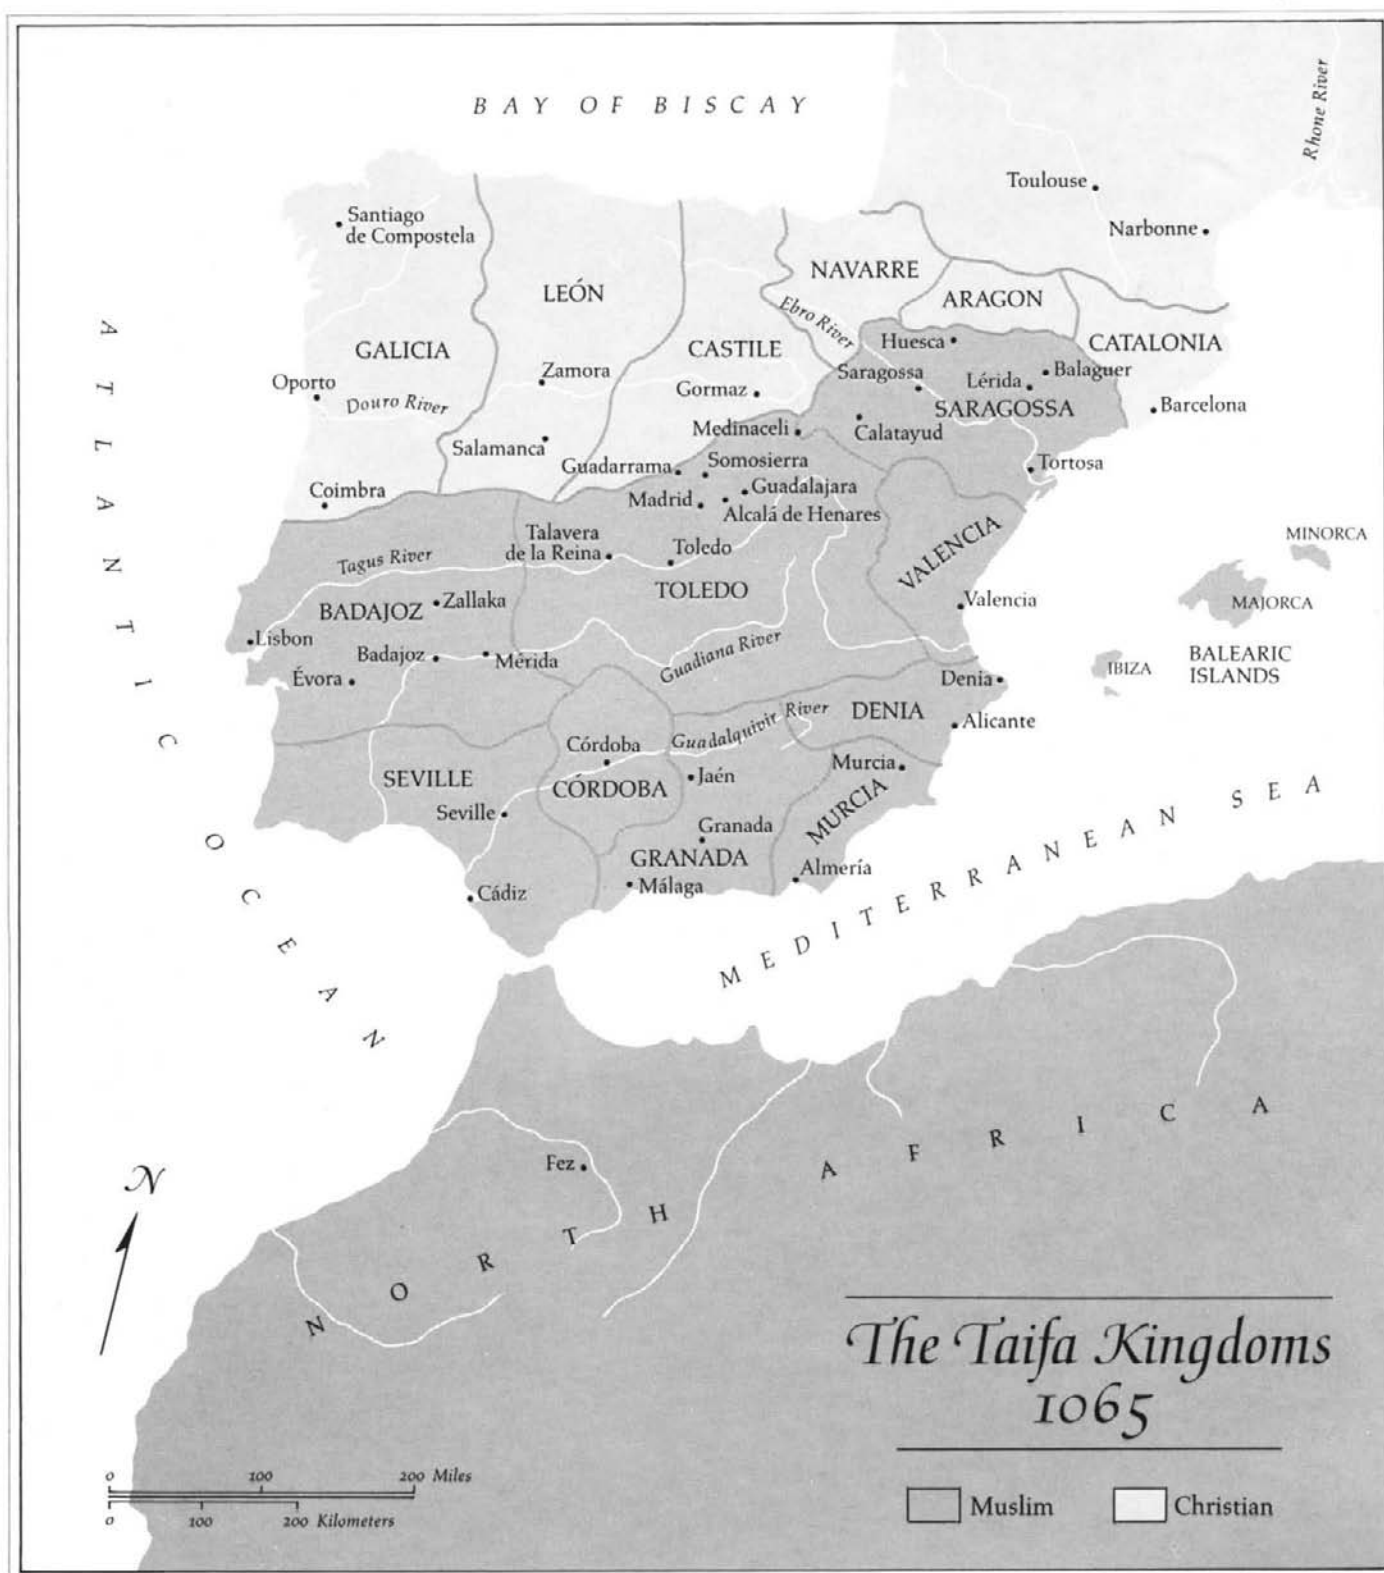 BAY OF BISCAY
Rhone River
Toulouse
Narbonne
Santiago
de Compostela
NAVARRE
LEÓN
ARAGON
Ebro River
GALICIA
CASTILE
Huesca
CATALONIA
Oporto
Zamora
Saragossa
Lérida
Balaguer
Douro River
Gormaz
SARAGOSSA
Barcelona
Medinaceli
Calatayud
Salamanca
Guadarrama
Somosierra
Tortosa
Coimbra
Madrid
Guadalajara
Alcalá de Henares
Talavera
de la Reina
Toledo
VALENCIA
MINORCA
Tagus River
TOLEDO
BADAJOZ
Zallaka
Valencia
MAJORCA
Lisbon
Badajoz
Mérida
Guadiana River
IBIZA
BALEARIC
ISLANDS
Évora
Denia
DENIA
Alicante
Córdoba
Guadalquivir River
SEVILLE
CÓRDOBA
Jaén
Murcia
MURCIA
Seville
Granada
GRANADA
Almería
Málaga
Cádiz
ATLANTIC OCEAN
MEDITERRANEAN SEA
Fez
NORTH AFRICA
N
The Taifa Kingdoms
1065
0 100 200 Miles
0 100 200 Kilometers
Muslim
Christian